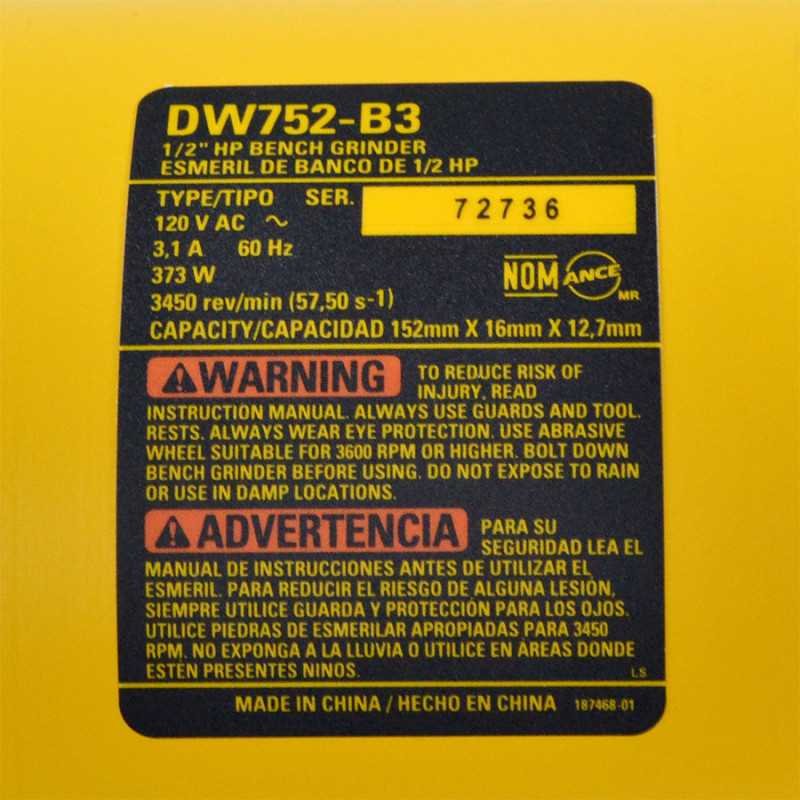 DW752-B3
1/2" HP BENCH GRINDER
ESMERIL DE BANCO DE 1/2 HP
TYPE/TIPO SER. 72736
120 V AC ~
3,1 A 60 Hz
373 W
NOM ANCE MR
3450 rev/min (57,50 s-1)
CAPACITY/CAPACIDAD 152mm X 16mm X 12,7mm
WARNING TO REDUCE RISK OF
INJURY, READ
INSTRUCTION MANUAL. ALWAYS USE GUARDS AND TOOL.
RESTS. ALWAYS WEAR EYE PROTECTION. USE ABRASIVE
WHEEL SUITABLE FOR 3600 RPM OR HIGHER. BOLT DOWN
BENCH GRINDER BEFORE USING. DO NOT EXPOSE TO RAIN
OR USE IN DAMP LOCATIONS.
ADVERTENCIA PARA SU
SEGURIDAD LEA EL
MANUAL DE INSTRUCCIONES ANTES DE UTILIZAR EL
ESMERIL. PARA REDUCIR EL RIESGO DE ALGUNA LESIÓN,
SIEMPRE UTILICE GUARDA Y PROTECCIÓN PARA LOS OJOS.
UTILICE PIEDRAS DE ESMERILAR APROPIADAS PARA 3450
RPM. NO EXPONGA A LA LLUVIA O UTILICE EN ÁREAS DONDE
ESTÉN PRESENTES NINOS.
LS
MADE IN CHINA / HECHO EN CHINA 187468-01